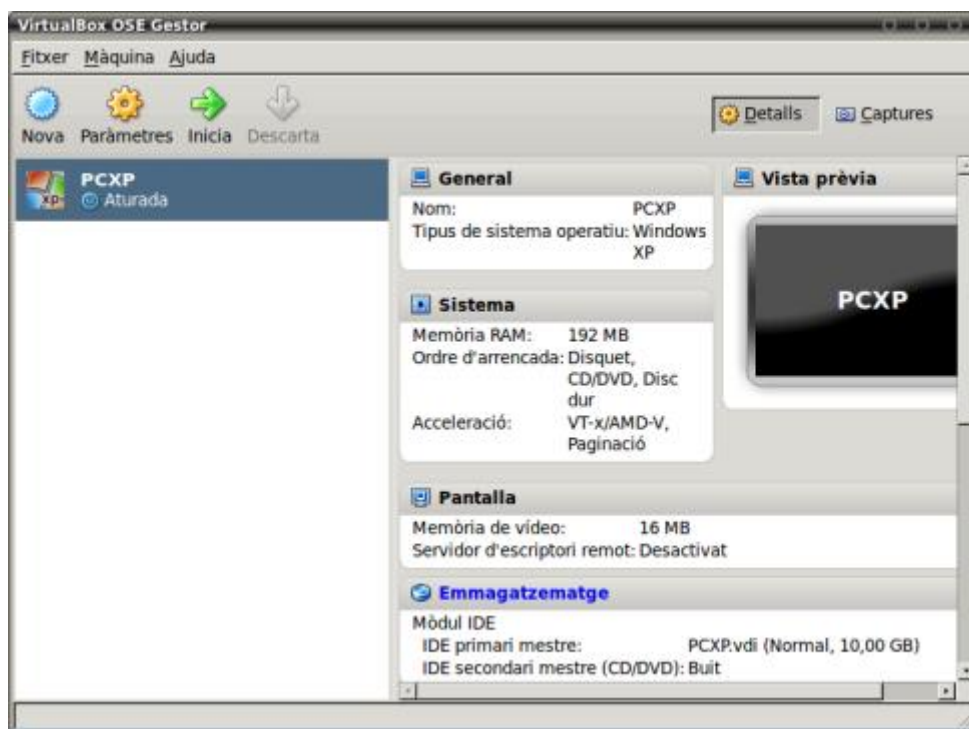 VirtualBox OSE Gestor
Fitxer Màquina Ajuda
Nova Paràmetres Inicia Descarta
Detalls Captures
PCXP
Aturada
General
Nom: PCXP
Tipus de sistema operatiu: Windows
XP
Vista prèvia
PCXP
Sistema
Memòria RAM: 192 MB
Ordre d'arrencada: Disquet,
CD/DVD, Disc
dur
Acceleració: VT-x/AMD-V,
Paginació
Pantalla
Memòria de vídeo: 16 MB
Servidor d'escriptori remot: Desactivat
Emmagatzematge
Mòdul IDE
IDE primari mestre: PCXP.vdi (Normal, 10,00 GB)
IDE secondari mestre (CD/DVD): Buit